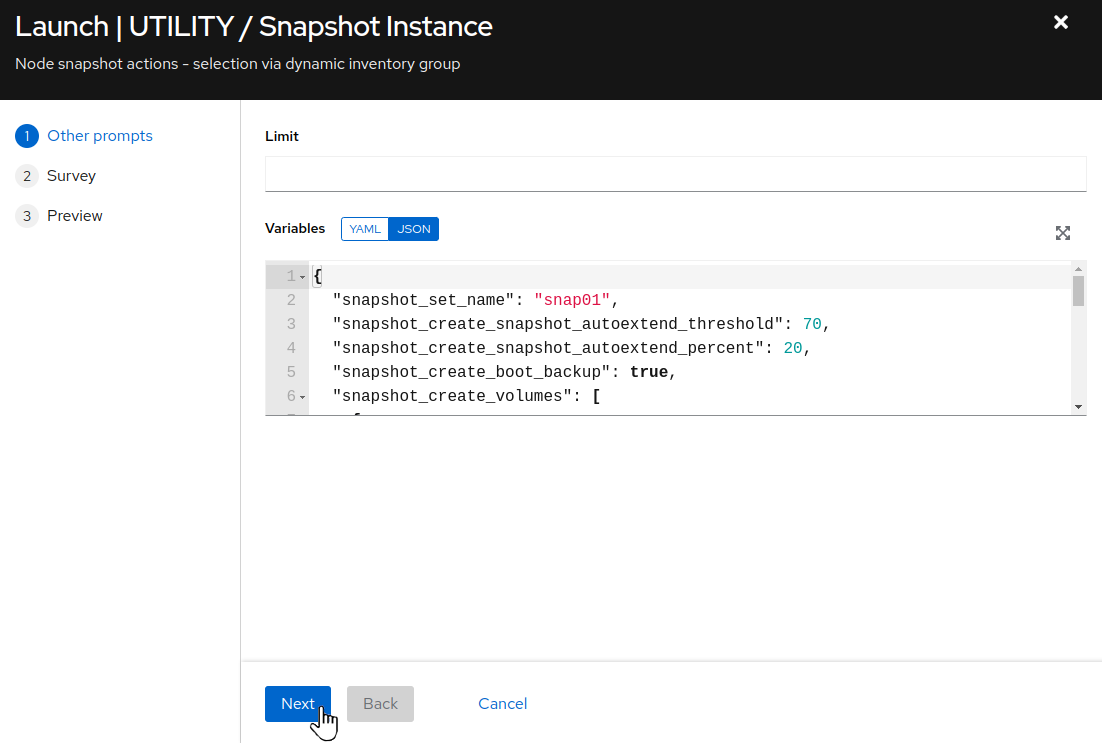 Launch | UTILITY / Snapshot Instance
Node snapshot actions - selection via dynamic inventory group
1 Other prompts
2 Survey
3 Preview
Limit
Variables YAML JSON
1 {
2 "snapshot_set_name": "snap01",
3 "snapshot_create_snapshot_autoextend_threshold": 70,
4 "snapshot_create_snapshot_autoextend_percent": 20,
5 "snapshot_create_boot_backup": true,
6 "snapshot_create_volumes": [
Next Back Cancel